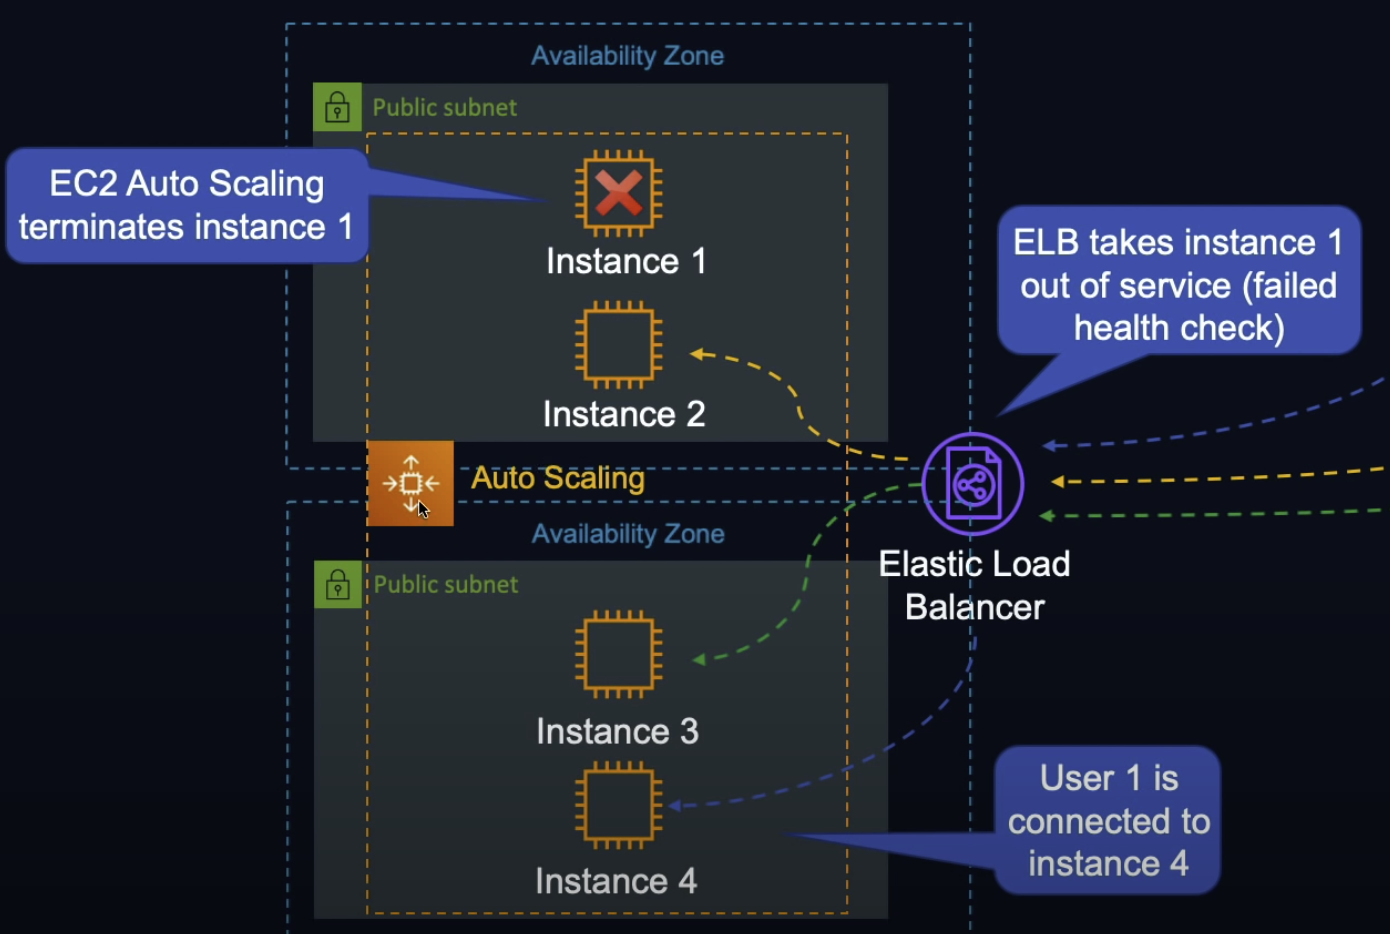 Availability Zone
Public subnet
EC2 Auto Scaling
terminates instance 1
Instance 1
ELB takes instance 1
out of service (failed
health check)
Instance 2
Auto Scaling
Elastic Load
Balancer
Availability Zone
Public subnet
Instance 3
User 1 is
connected to
instance 4
Instance 4